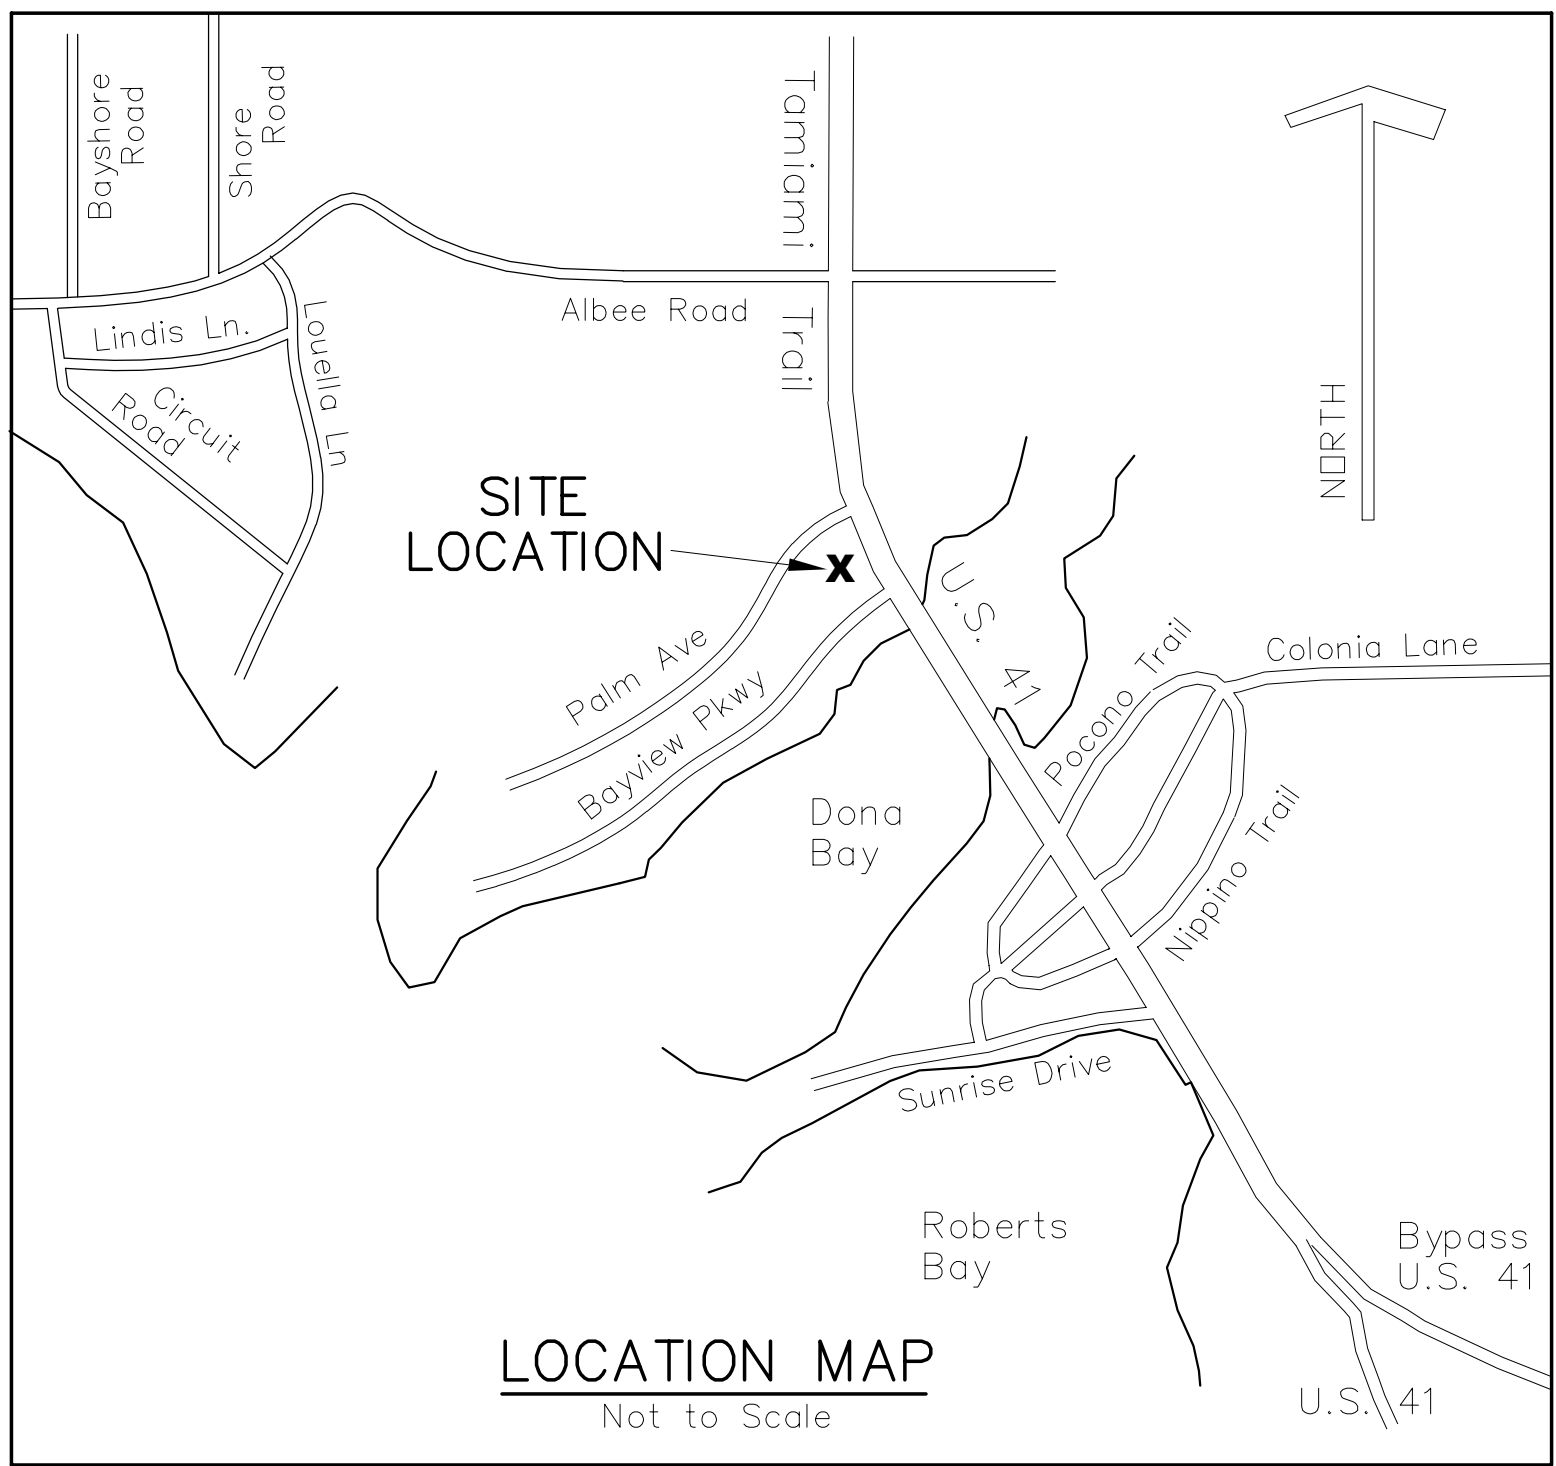 Bayshore
Road
Shore
Road
Tamiami
Trail
Albee Road
Lindis Ln.
Louella Ln
Circuit
Road
NORTH
SITE
LOCATION
X
U.S. 41
Palm Ave
Bayview Pkwy
Pocono Trail
Colonia Lane
Nippino Trail
Dona
Bay
Sunrise Drive
Roberts
Bay
Bypass
U.S. 41
U.S. 41
LOCATION MAP
Not to Scale